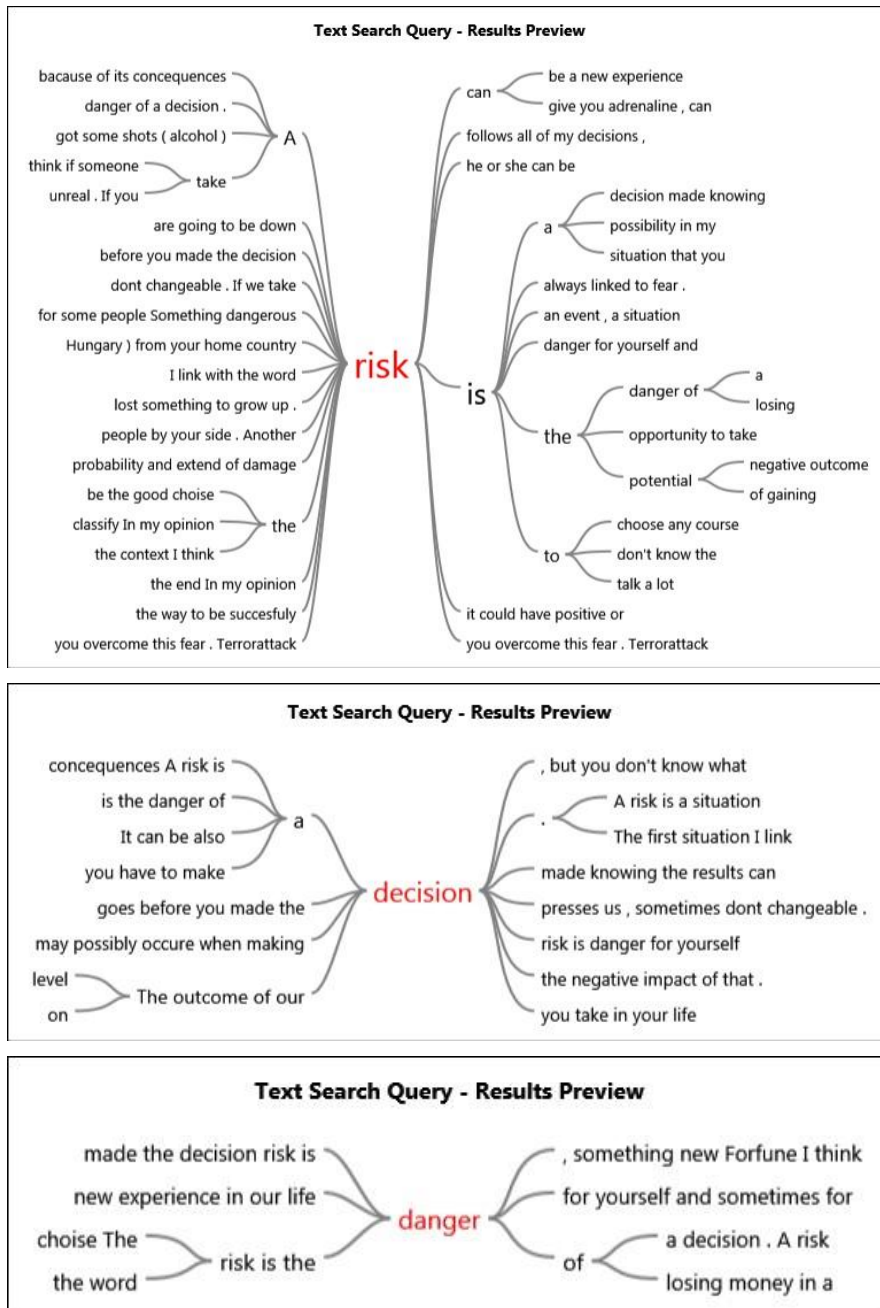 Text Search Query - Results Preview
bacause of its concequences
danger of a decision .
got some shots ( alcohol )
think if someone
unreal . If you
take
A
are going to be down
before you made the decision
dont changeable . If we take
for some people Something dangerous
Hungary ) from your home country
I link with the word
lost something to grow up .
people by your side . Another
probability and extend of damage
be the good choise
classify In my opinion
the context I think
the
the end In my opinion
the way to be succesfuly
you overcome this fear . Terrorattack
risk
can
be a new experience
give you adrenaline , can
follows all of my decisions ,
he or she can be
is
a
decision made knowing
possibility in my
situation that you
always linked to fear .
an event , a situation
danger for yourself and
the
danger of
a
losing
opportunity to take
potential
negative outcome
of gaining
to
choose any course
don't know the
talk a lot
it could have positive or
you overcome this fear . Terrorattack
Text Search Query - Results Preview
concequences A risk is
is the danger of
It can be also
you have to make
a
goes before you made the
may possibly occure when making
level
on
The outcome of our
decision
, but you don't know what
.
A risk is a situation
The first situation I link
made knowing the results can
presses us , sometimes dont changeable .
risk is danger for yourself
the negative impact of that .
you take in your life
Text Search Query - Results Preview
made the decision risk is
new experience in our life
choise The
the word
risk is the
danger
, something new Forfune I think
for yourself and sometimes for
of
a decision . A risk
losing money in a